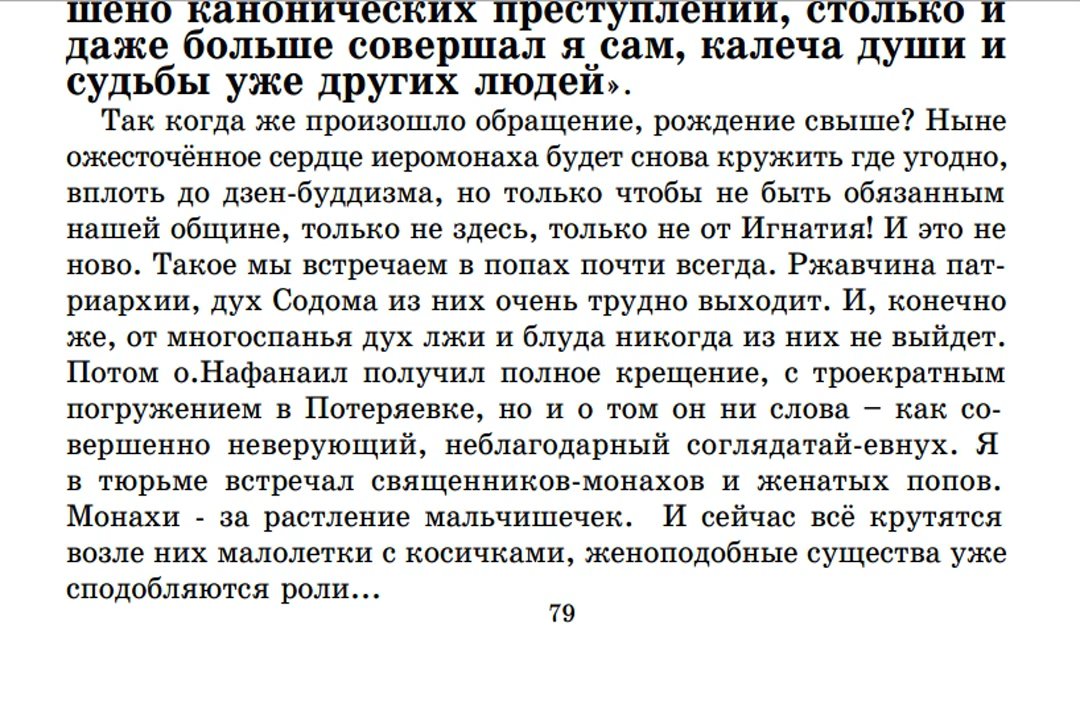 шено канонических преступлений, столько и
даже больше совершал я сам, калеча души и
судьбы уже других людей».
Так когда же произошло обращение, рождение свыше? Ныне
ожесточённое сердце иеромонаха будет снова кружить где угодно,
вплоть до дзен-буддизма, но только чтобы не быть обязанным
нашей общине, только не здесь, только не от Игнатия! И это не
ново. Такое мы встречаем в попах почти всегда. Ржавчина пат-
риархии, дух Содома из них очень трудно выходит. И, конечно
же, от многоспанья дух лжи и блуда никогда из них не выйдет.
Потом о.Нафанаил получил полное крещение, с троекратным
погружением в Потеряевке, но и о том он ни слова – как со-
вершенно неверующий, неблагодарный соглядатай-евнух. Я
в тюрьме встречал священников-монахов и женатых попов.
Монахи - за растление мальчишечек. И сейчас всё крутятся
возле них малолетки с косичками, женоподобные существа уже
сподобляются роли...
79